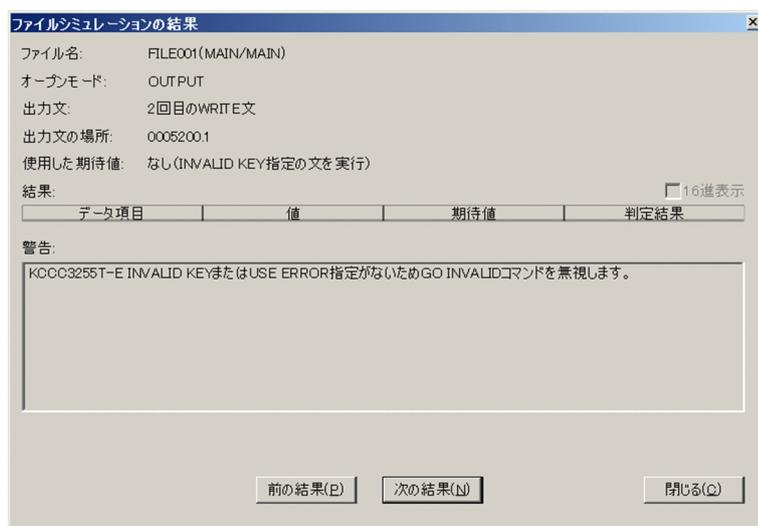 ファイルシミュレーションの結果
ファイル名: FILE001(MAIN/MAIN)
オープンモード: OUTPUT
出力文: 2回目のWRITE文
出力文の場所: 0005200.1
使用した期待値: なし(INVALID KEY指定の文を実行)
結果: 16進表示
データ項目 値 期待値 判定結果
警告:
KCCC3255T-E INVALID KEYまたはUSE ERROR指定がないためGO INVALIDコマンドを無視します。
前の結果(P) 次の結果(N) 閉じる(C)